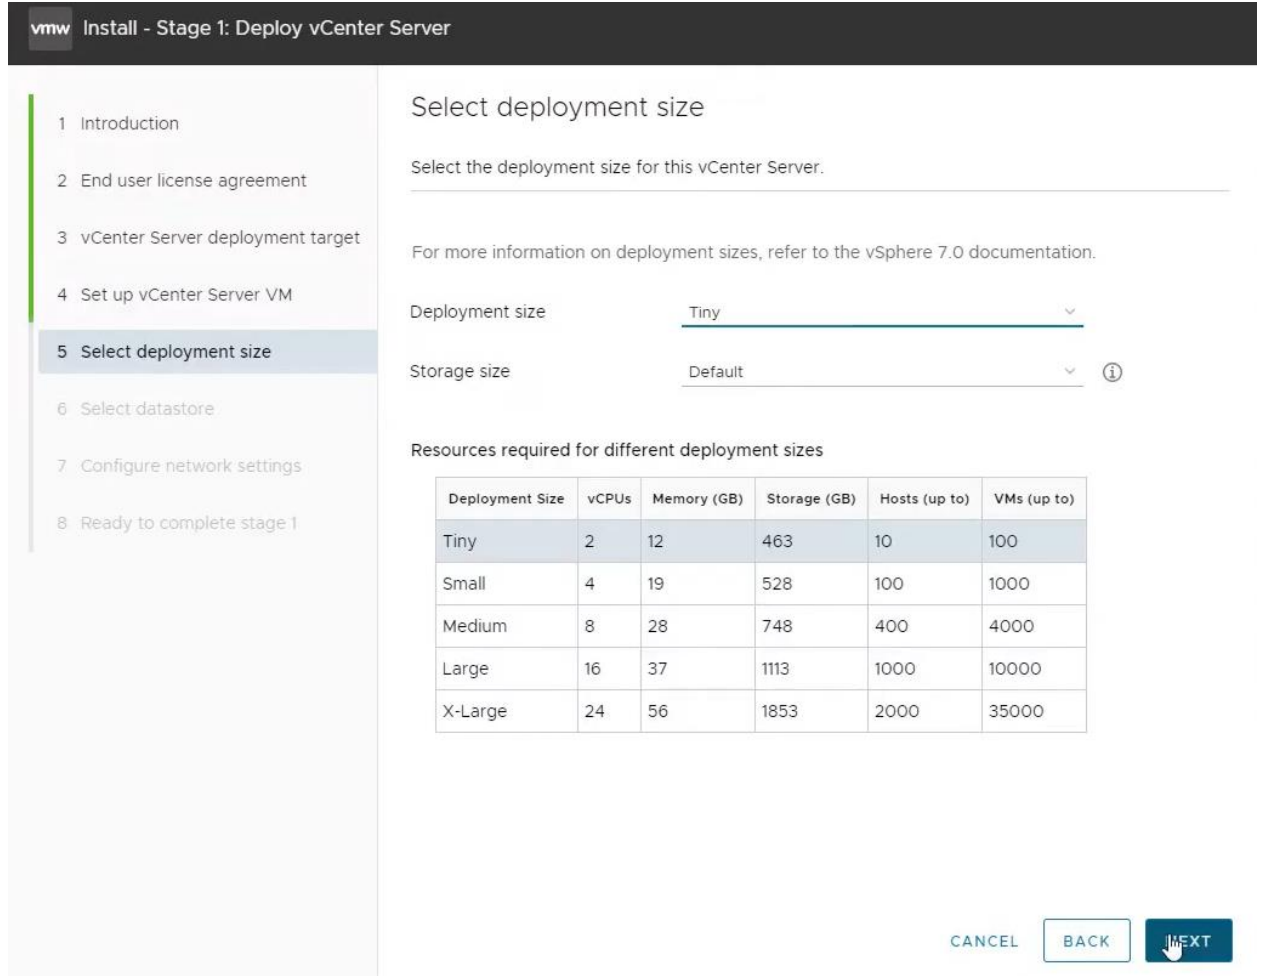 vmw Install - Stage 1: Deploy vCenter Server
1 Introduction
2 End user license agreement
3 vCenter Server deployment target
4 Set up vCenter Server VM
5 Select deployment size
6 Select datastore
7 Configure network settings
8 Ready to complete stage 1
Select deployment size
Select the deployment size for this vCenter Server.
For more information on deployment sizes, refer to the vSphere 7.0 documentation.
Deployment size Tiny
Storage size Default
Resources required for different deployment sizes
Deployment Size vCPUs Memory (GB) Storage (GB) Hosts (up to) VMs (up to)
Tiny 2 12 463 10 100
Small 4 19 528 100 1000
Medium 8 28 748 400 4000
Large 16 37 1113 1000 10000
X-Large 24 56 1853 2000 35000
CANCEL BACK NEXT